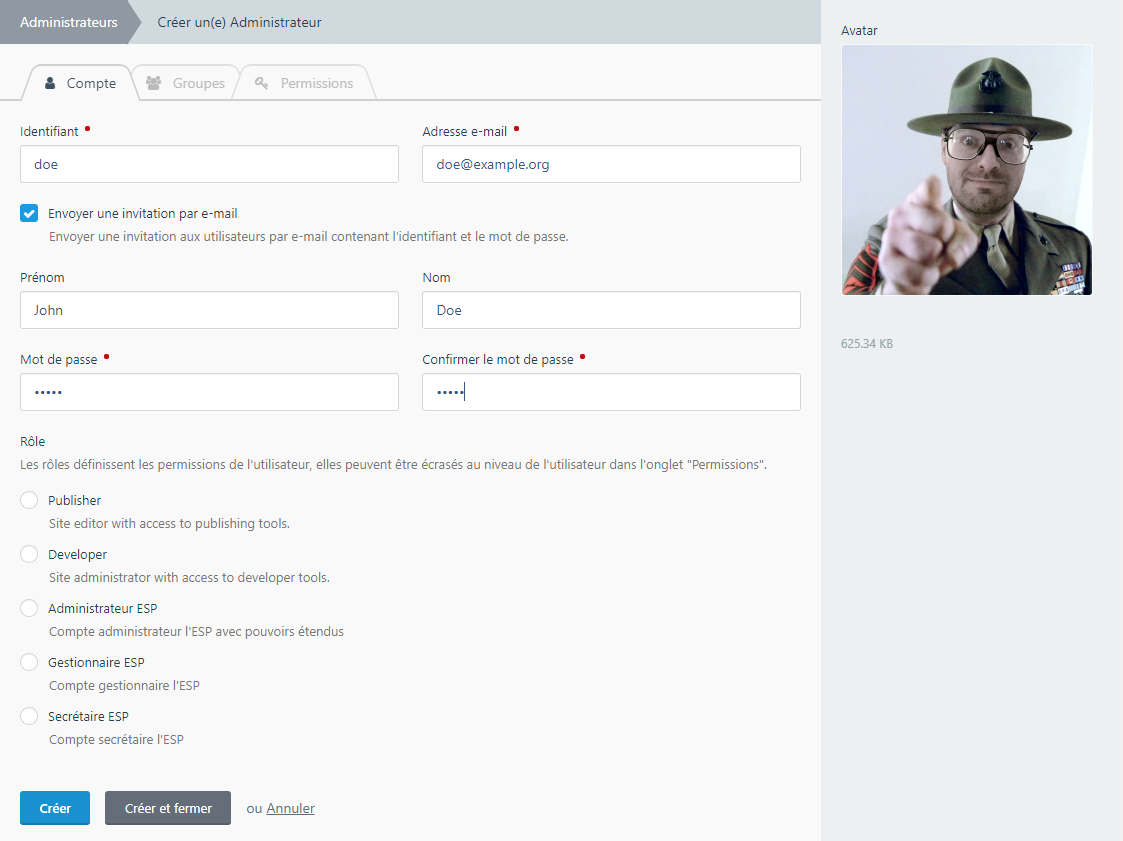 Administrateurs
Créer un(e) Administrateur
Avatar
Compte
Groupes
Permissions
Identifiant
Adresse e-mail
doe
doe@example.org
Envoyer une invitation par e-mail
Envoyer une invitation aux utilisateurs par e-mail contenant l'identifiant et le mot de passe.
Prénom
Nom
John
Doe
625.34 KB
Mot de passe
Confirmer le mot de passe
•••••
•••••
Rôle
Les rôles définissent les permissions de l'utilisateur, elles peuvent être écrasés au niveau de l'utilisateur dans l'onglet "Permissions".
Publisher
Site editor with access to publishing tools.
Developer
Site administrator with access to developer tools.
Administrateur ESP
Compte administrateur l'ESP avec pouvoirs étendus
Gestionnaire ESP
Compte gestionnaire l'ESP
Secrétaire ESP
Compte secrétaire l'ESP
Créer
Créer et fermer
ou Annuler